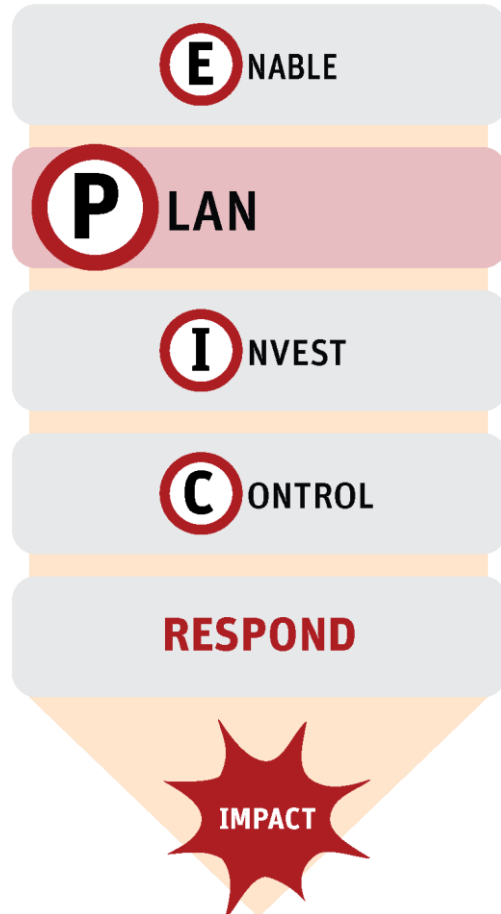 ENABLE
PLAN
INVEST
CONTROL
RESPOND
IMPACT